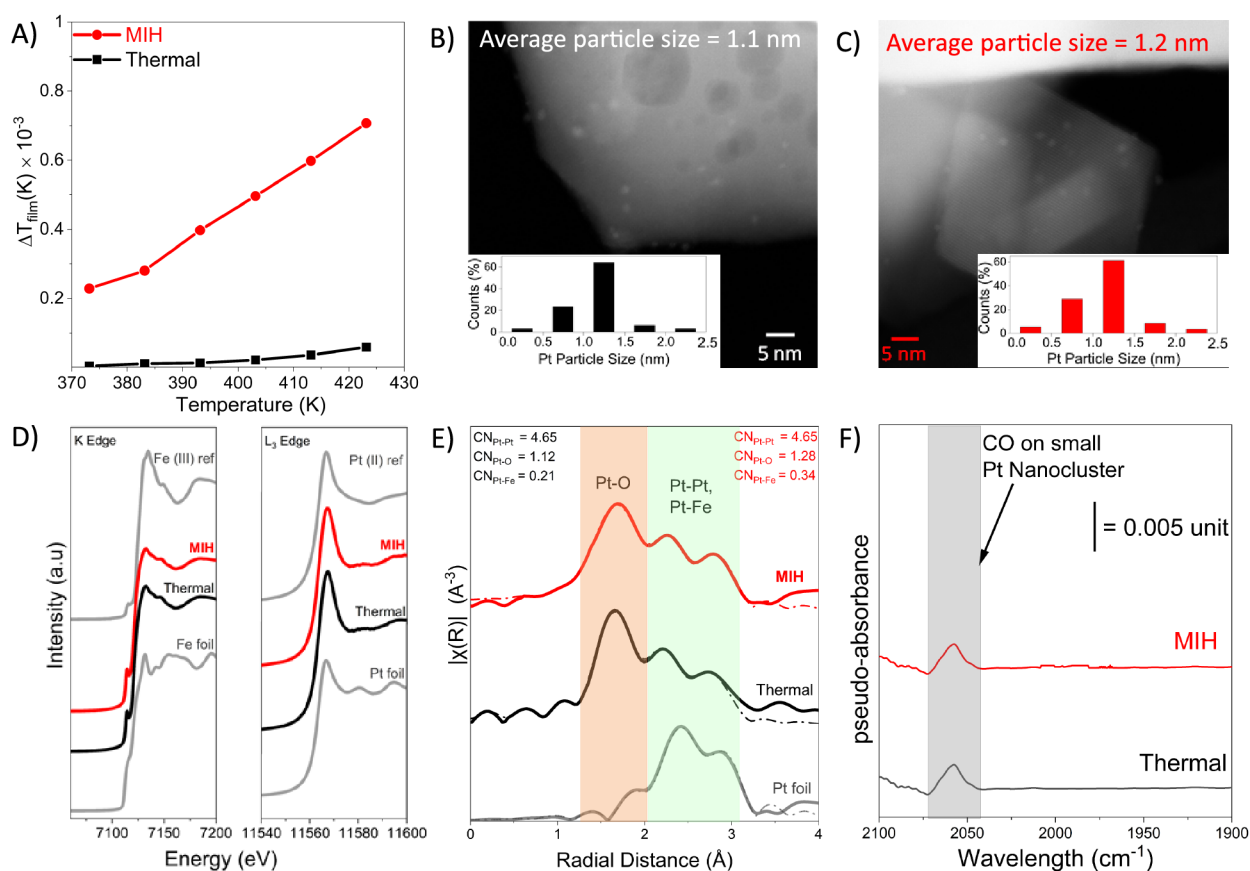 A)
1
0.8
0.6
0.4
0.2
ΔT_film(K) × 10⁻³
MIH
Thermal
370 380 390 400 410 420 430
Temperature (K)
B)
Average particle size = 1.1 nm
60
40
20
0
Counts (%)
0.0 0.5 1.0 1.5 2.0 2.5
Pt Particle Size (nm)
5 nm
C)
Average particle size = 1.2 nm
60
40
20
0
Counts (%)
0.0 0.5 1.0 1.5 2.0 2.5
Pt Particle Size (nm)
5 nm
D)
Intensity (a.u)
K Edge
Fe (III) ref
MIH
Thermal
Fe foil
7100 7150 7200
L₃ Edge
Pt (II) ref
MIH
Thermal
Pt foil
11540 11560 11580 11600
Energy (eV)
E)
CN_Pt-Pt = 4.65
CN_Pt-O = 1.12
CN_Pt-Fe = 0.21
CN_Pt-Pt = 4.65
CN_Pt-O = 1.28
CN_Pt-Fe = 0.34
Pt-O
Pt-Pt,
Pt-Fe
|χ(R)| (A⁻³)
MIH
Thermal
Pt foil
0 1 2 3 4
Radial Distance (Å)
F)
CO on small
Pt Nanocluster
= 0.005 unit
pseudo-absorbance
MIH
Thermal
2100 2050 2000 1950 1900
Wavelength (cm⁻¹)